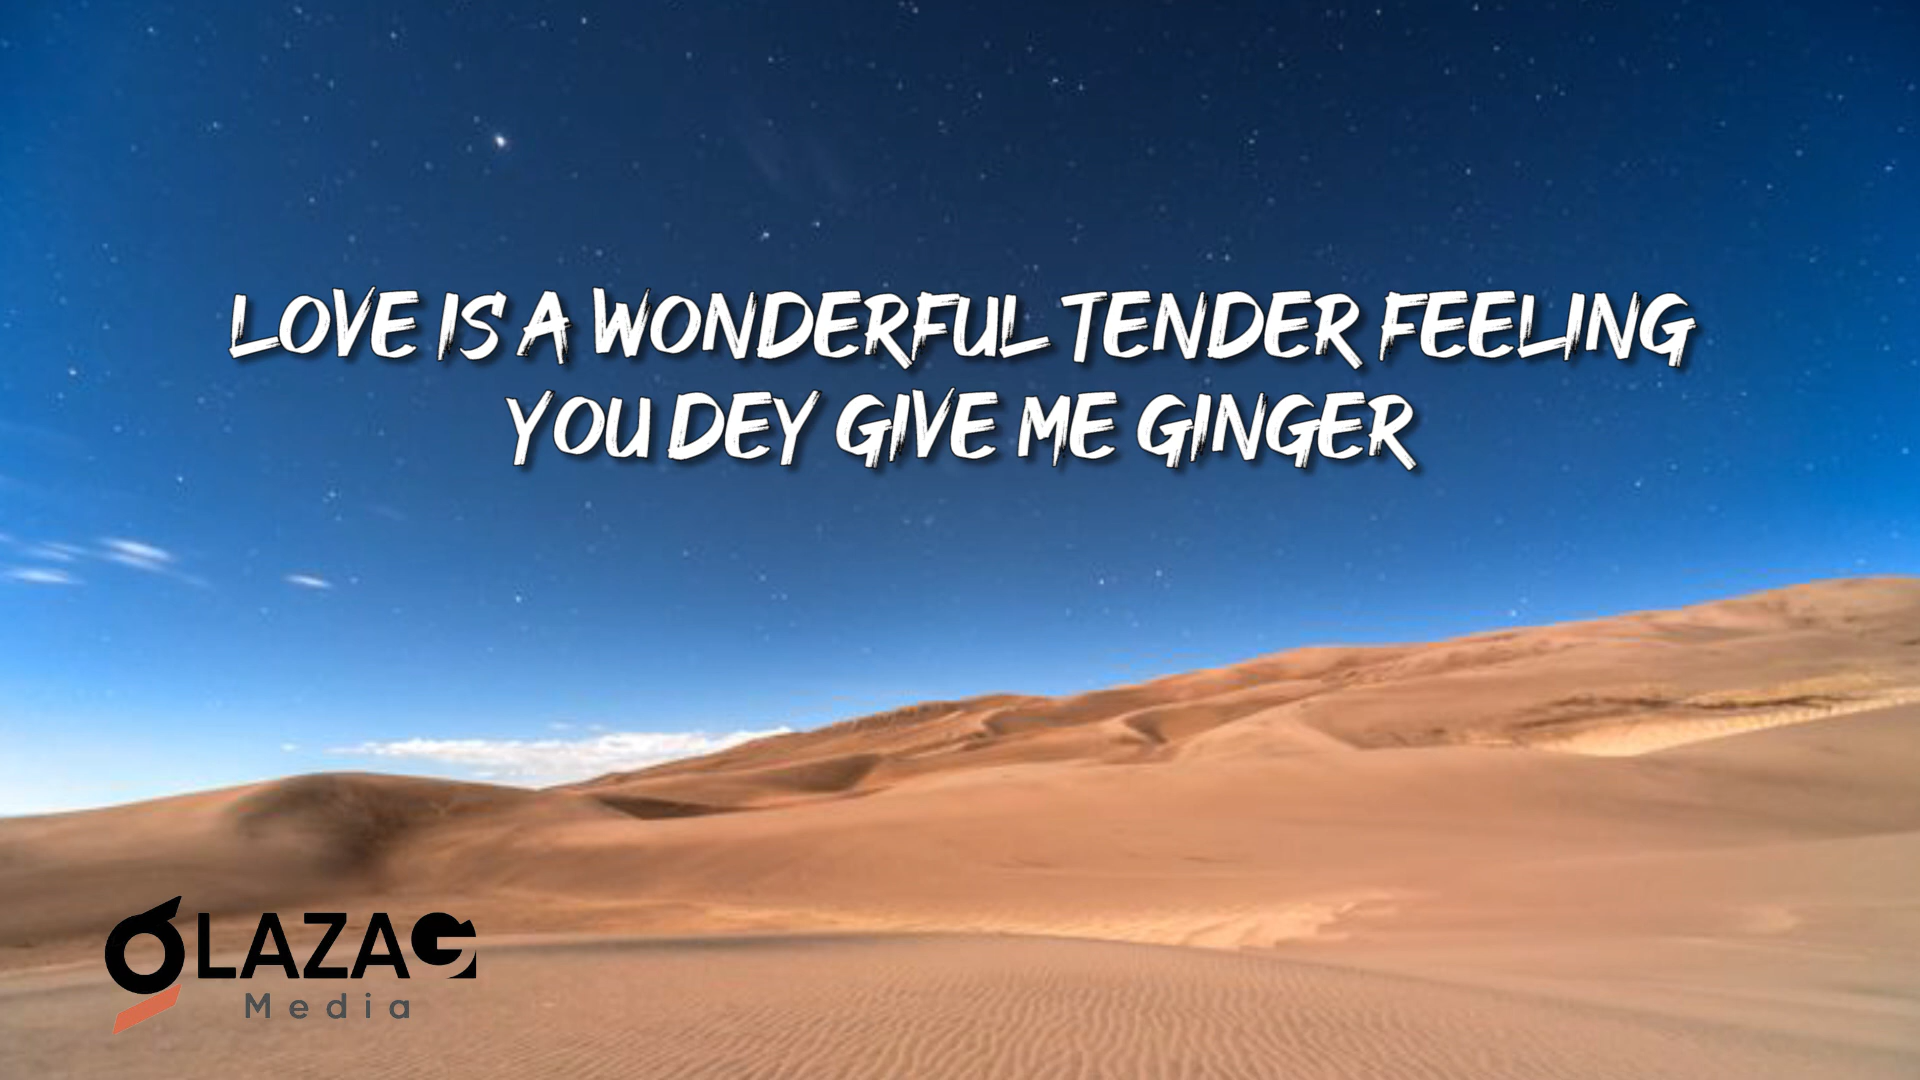 LOVE IS A WONDERFUL TENDER FEELING
YOU DEY GIVE ME GINGER
OLAZAG
Media